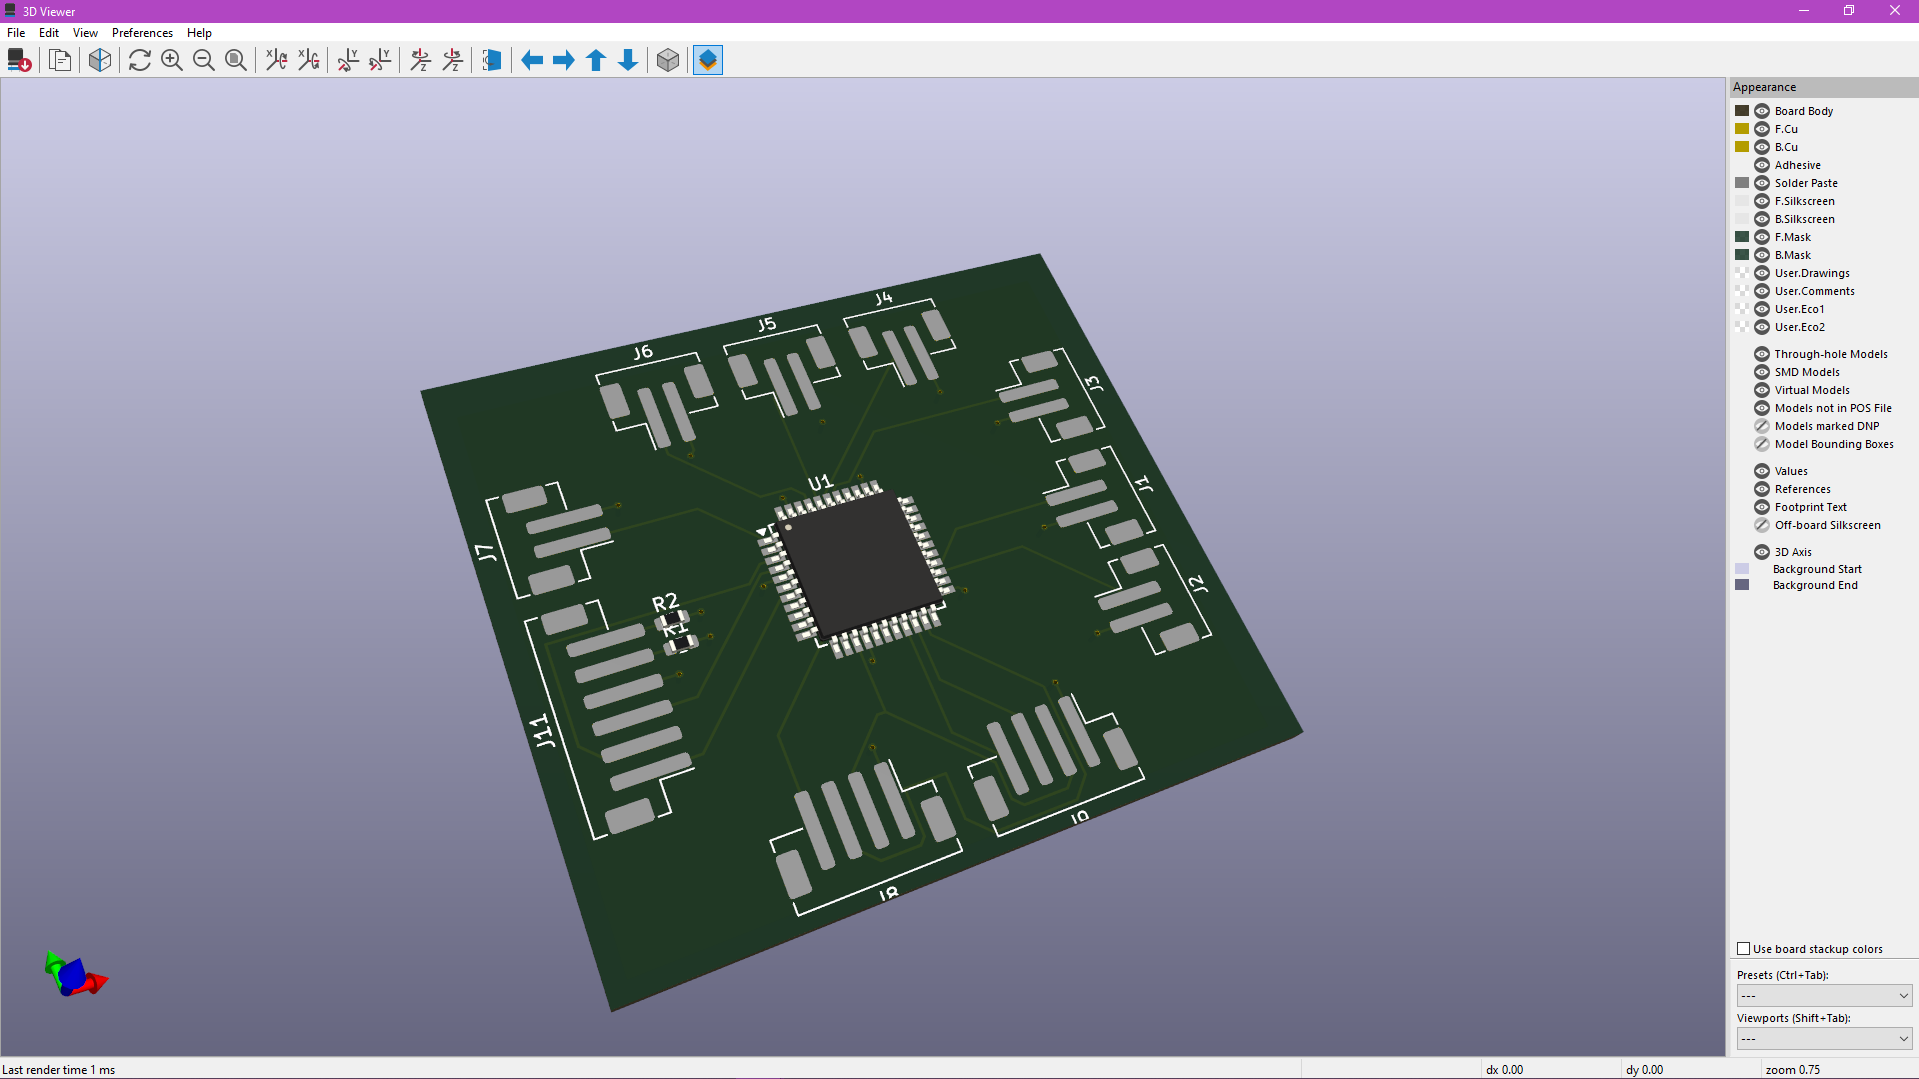 3D Viewer
File Edit View Preferences Help
X X Y Y Z Z
Appearance
Board Body
F.Cu
B.Cu
Adhesive
Solder Paste
F.Silkscreen
B.Silkscreen
F.Mask
B.Mask
User.Drawings
User.Comments
User.Eco1
User.Eco2
Through-hole Models
SMD Models
Virtual Models
Models not in POS File
Models marked DNP
Model Bounding Boxes
Values
References
Footprint Text
Off-board Silkscreen
3D Axis
Background Start
Background End
J4
J5
J6
J3
J1
U1
J7
J2
R2
R1
J11
J9
J8
Use board stackup colors
Presets (Ctrl+Tab):
---
Viewports (Shift+Tab):
---
Last render time 1 ms
dx 0.00
dy 0.00
zoom 0.75